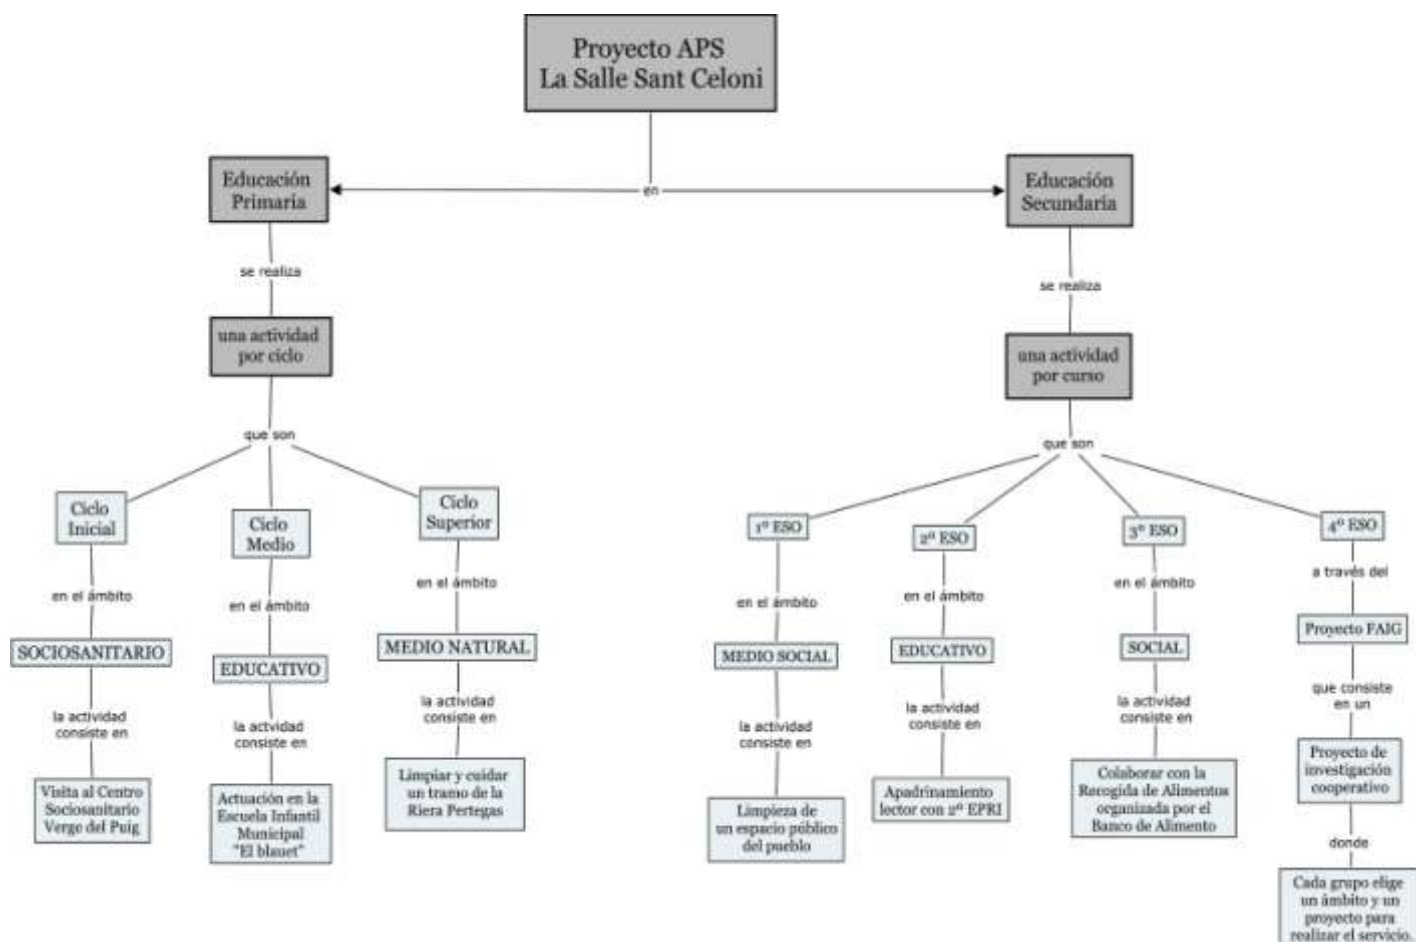 Proyecto APS
La Salle Sant Celoni
en
Educación
Primaria
se realiza
una actividad
por ciclo
que son
Ciclo
Inicial
en el ámbito
SOCIOSANITARIO
la actividad
consiste en
Visita al Centro
Sociosanitario
Verge del Puig
Ciclo
Medio
en el ámbito
EDUCATIVO
la actvidad
consiste en
Actuación en la
Escuela Infantil
Municipal
"El blauet"
Ciclo
Superior
en el ámbito
MEDIO NATURAL
la actividad
consiste en
Limpiar y cuidar
un tramo de la
Riera Pertegas
Educación
Secundaria
se realiza
una actividad
por curso
que son
1º ESO
en el ámbito
MEDIO SOCIAL
la actividad
consiste en
Limpieza de
un espacio público
del pueblo
2º ESO
en el ámbito
EDUCATIVO
la actividad
consiste en
Apadrinamiento
lector con 2º EPRI
3º ESO
en el ámbito
SOCIAL
la actividad
consiste en
Colaborar con la
Recogida de Alimentos
organizada por el
Banco de Alimento
4º ESO
a través del
Proyecto FAIG
que consiste
en un
Proyecto de
investigación
cooperativo
donde
Cada grupo elige
un ámbito y un
proyecto para
realizar el servicio.